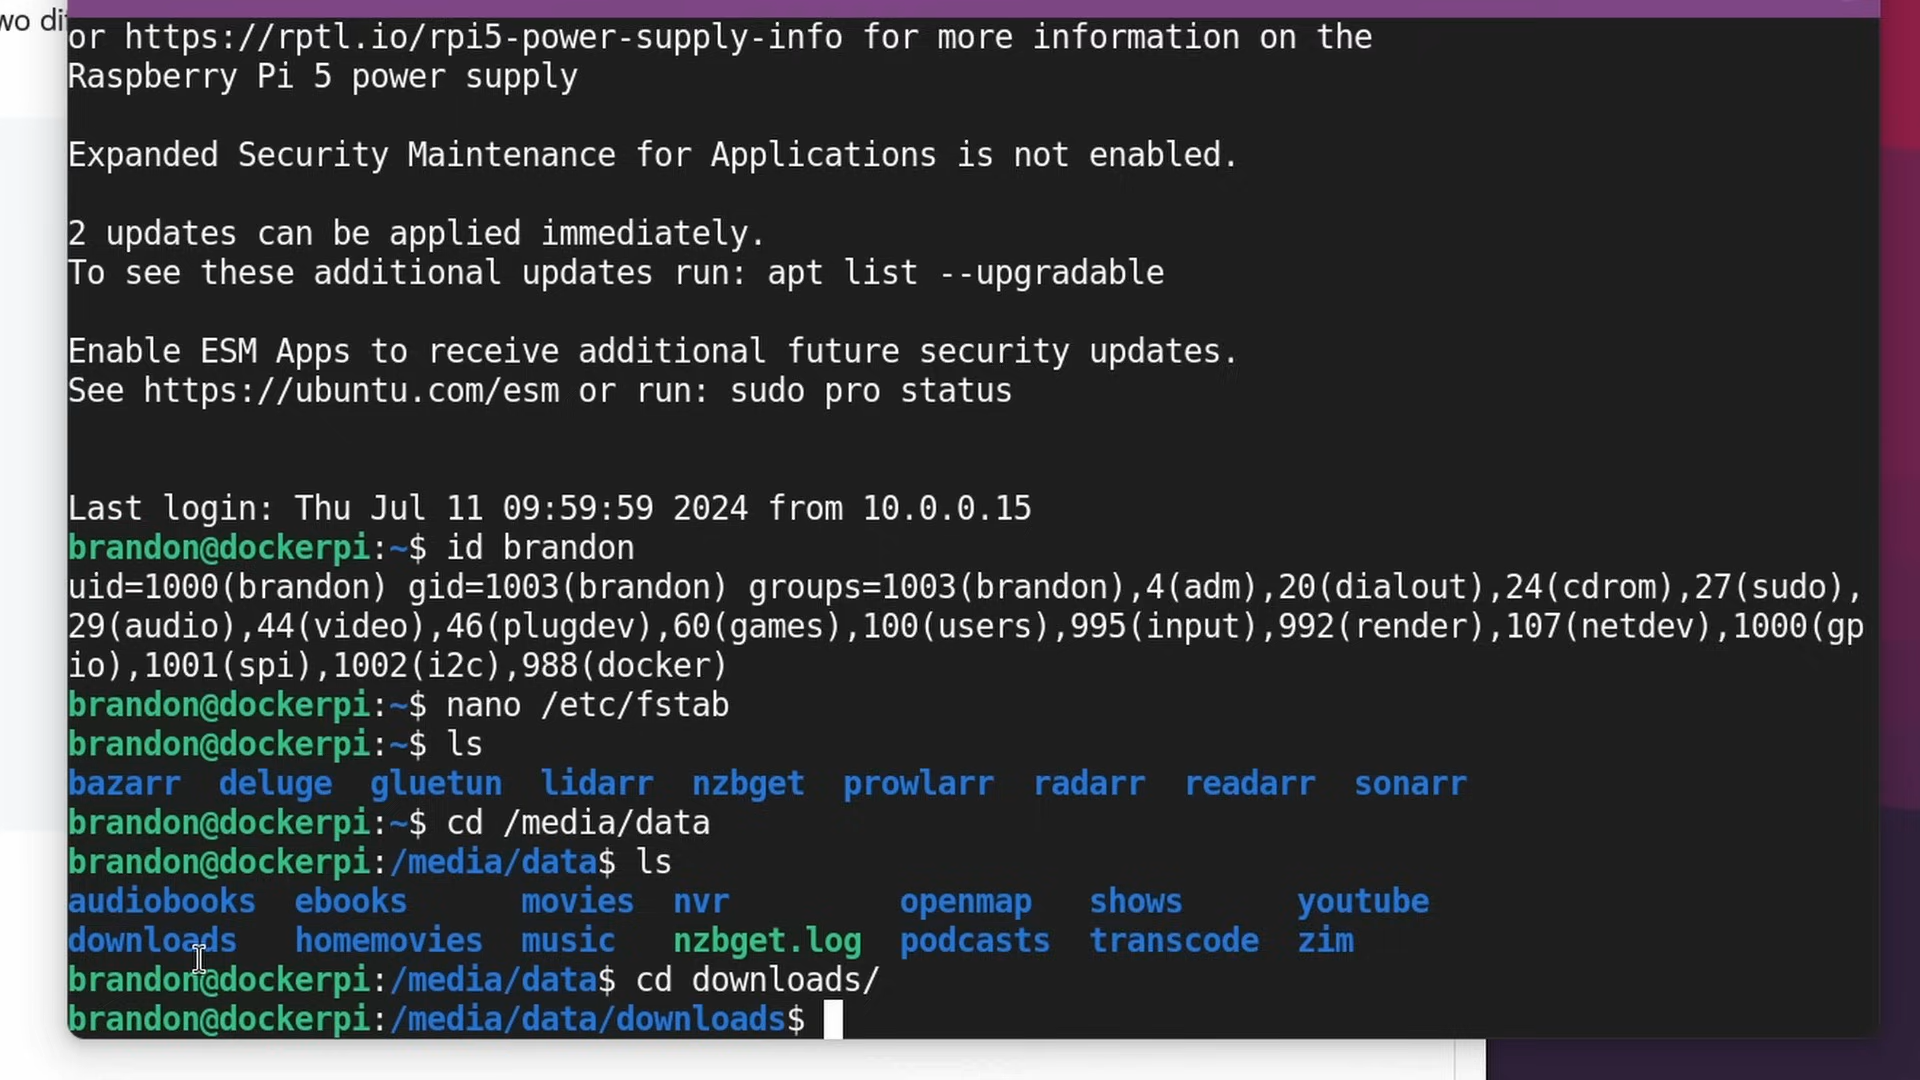 wo di
or https://rptl.io/rpi5-power-supply-info for more information on the
Raspberry Pi 5 power supply
Expanded Security Maintenance for Applications is not enabled.
2 updates can be applied immediately.
To see these additional updates run: apt list --upgradable
Enable ESM Apps to receive additional future security updates.
See https://ubuntu.com/esm or run: sudo pro status
Last login: Thu Jul 11 09:59:59 2024 from 10.0.0.15
brandon@dockerpi:~$ id brandon
uid=1000(brandon) gid=1003(brandon) groups=1003(brandon),4(adm),20(dialout),24(cdrom),27(sudo),
29(audio),44(video),46(plugdev),60(games),100(users),995(input),992(render),107(netdev),1000(gp
io),1001(spi),1002(i2c),988(docker)
brandon@dockerpi:~$ nano /etc/fstab
brandon@dockerpi:~$ ls
bazarr  deluge  gluetun  lidarr  nzbget  prowlarr  radarr  readarr  sonarr
brandon@dockerpi:~$ cd /media/data
brandon@dockerpi:/media/data$ ls
audiobooks  ebooks      movies  nvr         openmap   shows      youtube
downloads   homemovies  music   nzbget.log  podcasts  transcode  zim
brandon@dockerpi:/media/data$ cd downloads/
brandon@dockerpi:/media/data/downloads$